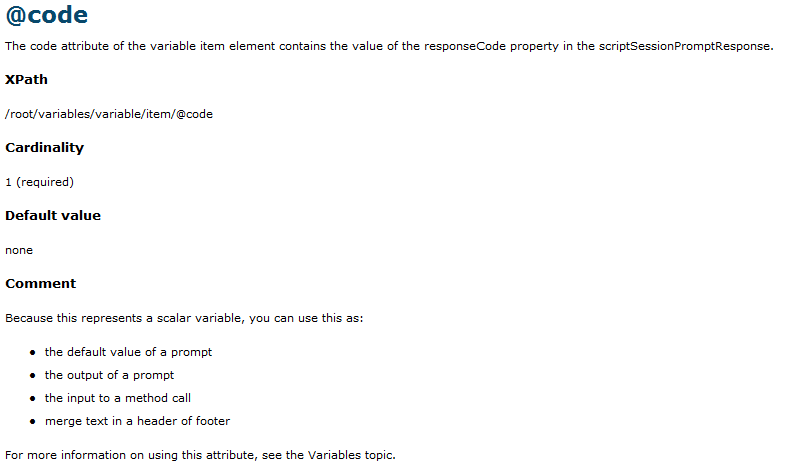 @code
The code attribute of the variable item element contains the value of the responseCode property in the scriptSessionPromptResponse.
XPath
/root/variables/variable/item/@code
Cardinality
1 (required)
Default value
none
Comment
Because this represents a scalar variable, you can use this as:
• the default value of a prompt
• the output of a prompt
• the input to a method call
• merge text in a header of footer
For more information on using this attribute, see the Variables topic.